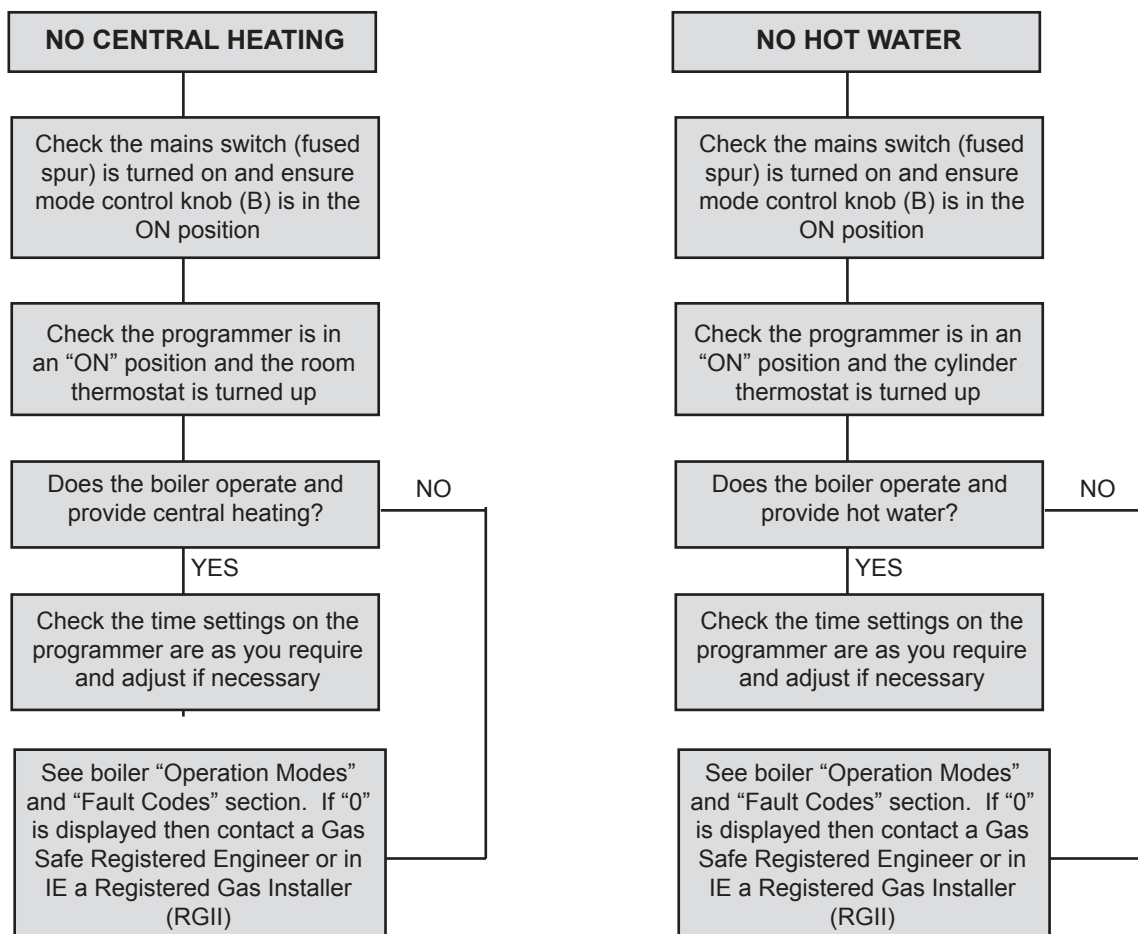 NO CENTRAL HEATING
Check the mains switch (fused
spur) is turned on and ensure
mode control knob (B) is in the
ON position
Check the programmer is in
an “ON” position and the room
thermostat is turned up
Does the boiler operate and
provide central heating?
NO
YES
Check the time settings on the
programmer are as you require
and adjust if necessary
See boiler “Operation Modes”
and “Fault Codes” section. If “0”
is displayed then contact a Gas
Safe Registered Engineer or in
IE a Registered Gas Installer
(RGII)
NO HOT WATER
Check the mains switch (fused
spur) is turned on and ensure
mode control knob (B) is in the
ON position
Check the programmer is in an
“ON” position and the cylinder
thermostat is turned up
Does the boiler operate and
provide hot water?
NO
YES
Check the time settings on the
programmer are as you require
and adjust if necessary
See boiler “Operation Modes”
and “Fault Codes” section. If “0”
is displayed then contact a Gas
Safe Registered Engineer or in
IE a Registered Gas Installer
(RGII)